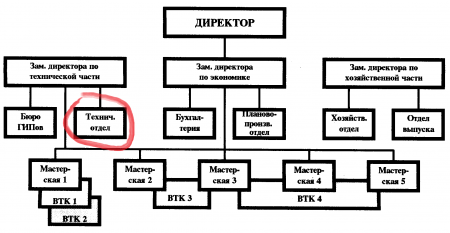 ДИРЕКТОР
Зам. директора по
технической части
Зам. директора
по экономике
Зам. директора по
хозяйственной части
Бюро
ГИПов
Технич.
отдел
Бухгал-
терия
Планово-
произв.
отдел
Хозяйств.
отдел
Отдел
выпуска
Мастер-
ская 1
Мастер-
ская 2
Мастер-
ская 3
Мастер-
ская 4
Мастер-
ская 5
ВТК 1
ВТК 2
ВТК 3
ВТК 4